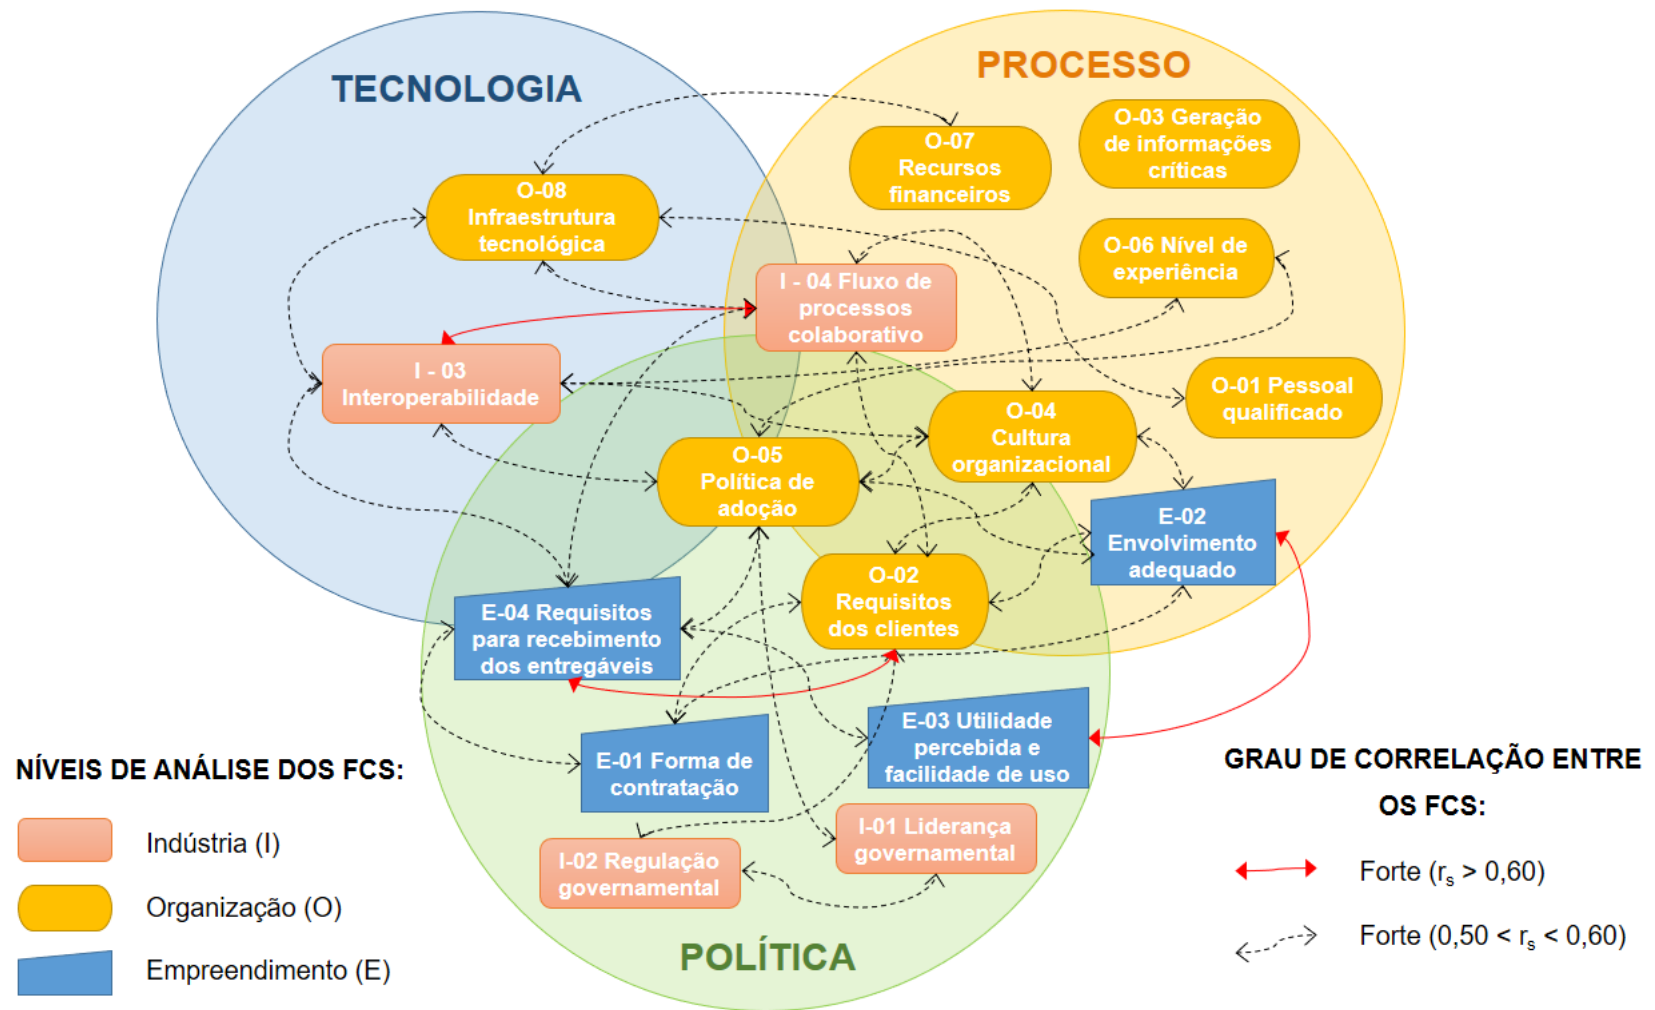 TECNOLOGIA
PROCESSO
O-07
Recursos
financeiros
O-03 Geração
de informações
críticas
O-08
Infraestrutura
tecnológica
O-06 Nível de
experiência
I - 04 Fluxo de
processos
colaborativo
I - 03
Interoperabilidade
O-01 Pessoal
qualificado
O-04
Cultura
organizacional
O-05
Política de
adoção
E-02
Envolvimento
adequado
O-02
Requisitos
dos clientes
E-04 Requisitos
para recebimento
dos entregáveis
E-03 Utilidade
percebida e
facilidade de uso
E-01 Forma de
contratação
I-01 Liderança
governamental
I-02 Regulação
governamental
POLÍTICA
NÍVEIS DE ANÁLISE DOS FCS:
Indústria (I)
Organização (O)
Empreendimento (E)
GRAU DE CORRELAÇÃO ENTRE
OS FCS:
Forte (rs > 0,60)
Forte (0,50 < rs < 0,60)